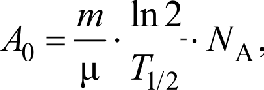 A₀ = m/μ · ln 2/T₁/₂ · N_A,